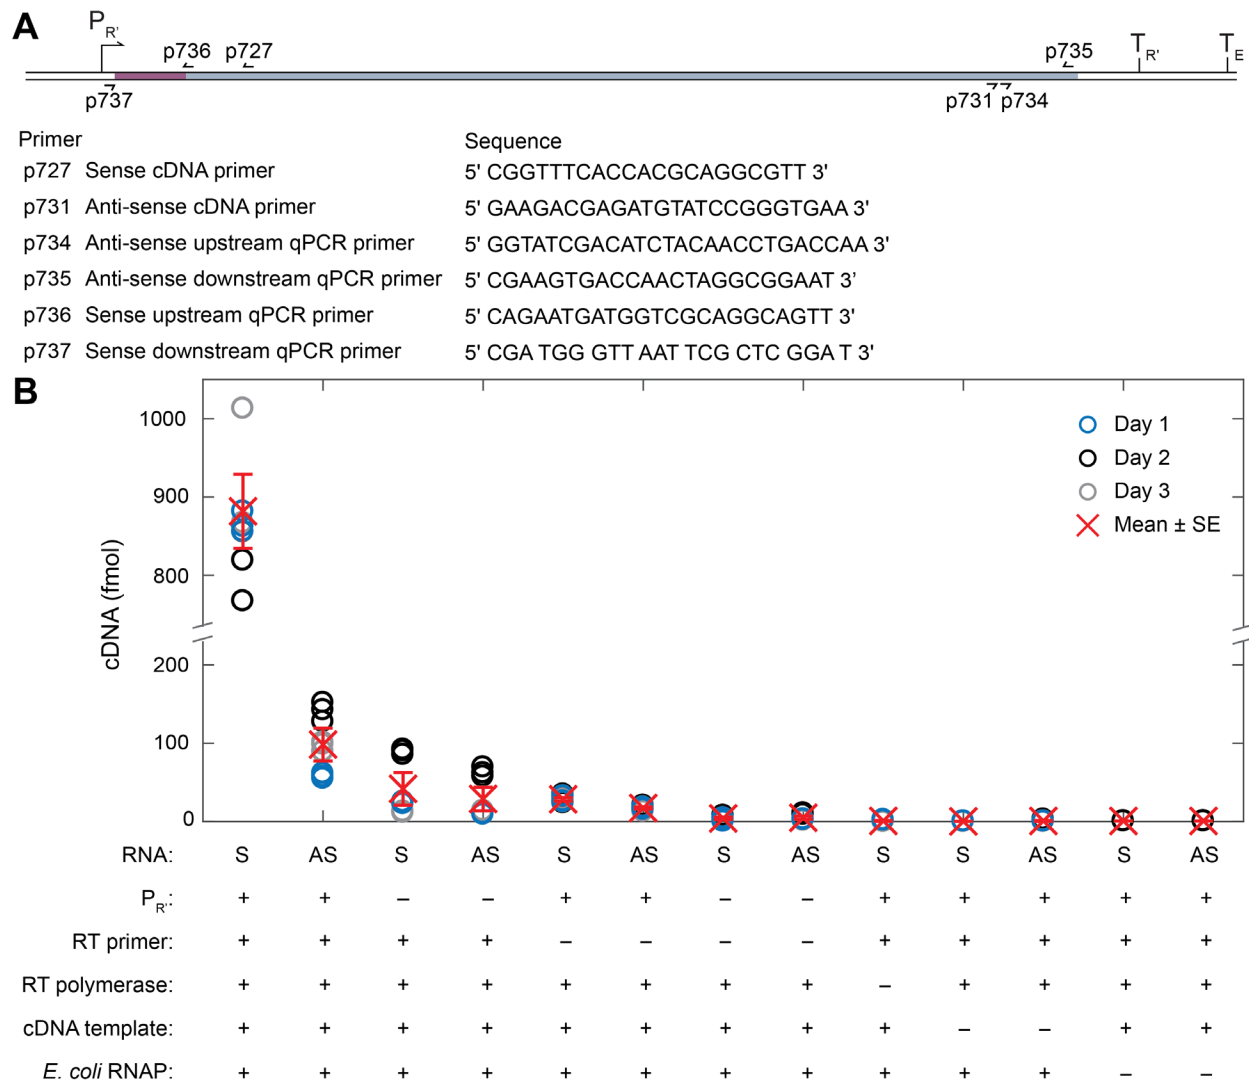 A
P R'
p736 p727 p735 T R' T E
p737 p731 p734
Primer Sequence
p727 Sense cDNA primer 5' CGGTTTCACCACGCAGGCGTT 3'
p731 Anti-sense cDNA primer 5' GAAGACGAGATGTATCCGGGTGAA 3'
p734 Anti-sense upstream qPCR primer 5' GGTATCGACATCTACAACCTGACCAA 3'
p735 Anti-sense downstream qPCR primer 5' CGAAGTGACCAACTAGGCGGAAT 3'
p736 Sense upstream qPCR primer 5' CAGAATGATGGTCGCAGGCAGTT 3'
p737 Sense downstream qPCR primer 5' CGA TGG GTT AAT TCG CTC GGA T 3'
B
cDNA (fmol)
1000
900
800
200
100
0
Day 1
Day 2
Day 3
Mean ± SE
RNA: S AS S AS S AS S AS S S AS S AS
P R': + + – – + + – – + + + + +
RT primer: + + + + – – – – + + + + +
RT polymerase: + + + + + + + + – + + + +
cDNA template: + + + + + + + + + – – + +
E. coli RNAP: + + + + + + + + + + + – –